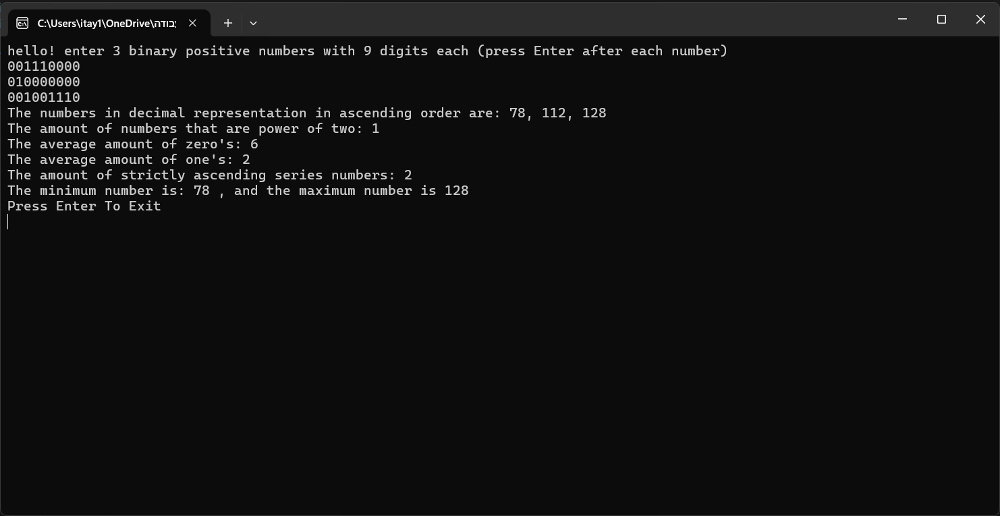 C:\Users\itay1\OneDrive\עבודה
hello! enter 3 binary positive numbers with 9 digits each (press Enter after each number)
001110000
010000000
001001110
The numbers in decimal representation in ascending order are: 78, 112, 128
The amount of numbers that are power of two: 1
The average amount of zero's: 6
The average amount of one's: 2
The amount of strictly ascending series numbers: 2
The minimum number is: 78 , and the maximum number is 128
Press Enter To Exit